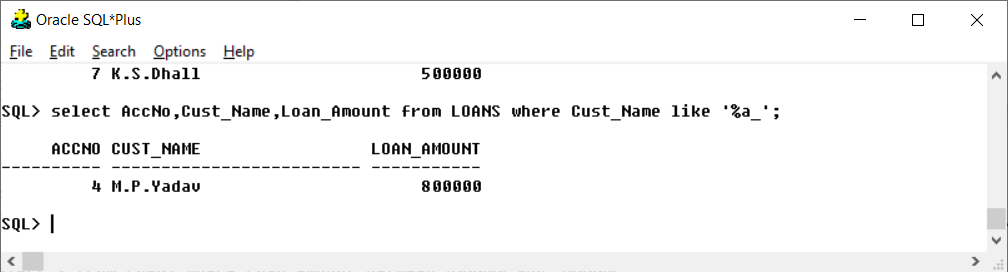 Oracle SQL*Plus
File Edit Search Options Help
7 K.S.Dhall 500000
SQL> select AccNo,Cust_Name,Loan_Amount from LOANS where Cust_Name like '%a_';
ACCNO CUST_NAME LOAN_AMOUNT
---------- ------------------------- -----------
4 M.P.Yadav 800000
SQL>